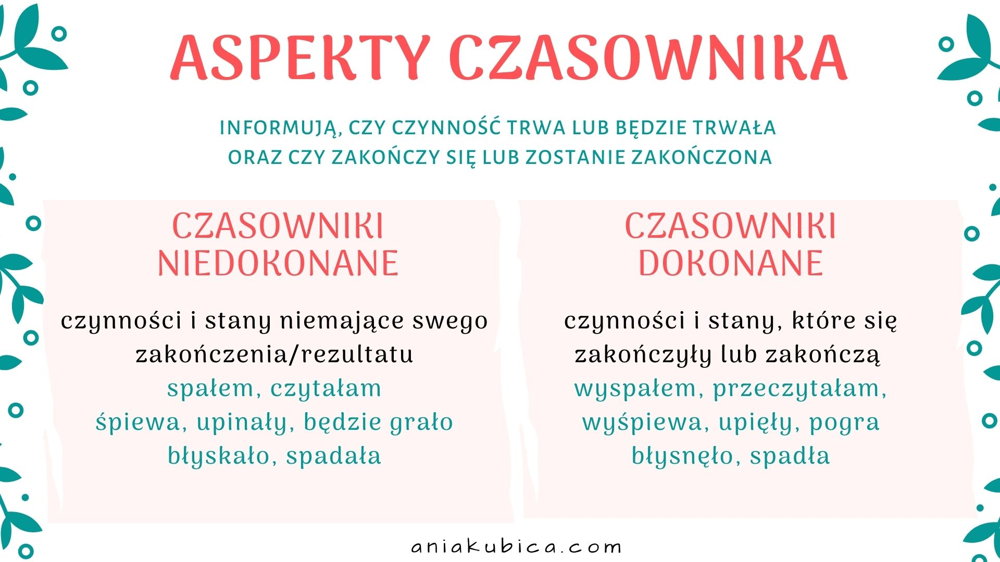 ASPEKTY CZASOWNIKA
INFORMUJĄ, CZY CZYNNOŚĆ TRWA LUB BĘDZIE TRWAŁA
ORAZ CZY ZAKOŃCZY SIĘ LUB ZOSTANIE ZAKOŃCZONA
CZASOWNIKI
NIEDOKONANE
czynności i stany niemające swego
zakończenia/rezultatu
spałem, czytałam
śpiewa, upinały, będzie grało
błyskało, spadała
CZASOWNIKI
DOKONANE
czynności i stany, które się
zakończyły lub zakończą
wyspałem, przeczytałam,
wyśpiewa, upięły, pogra
błysnęło, spadła
aniakubica.com